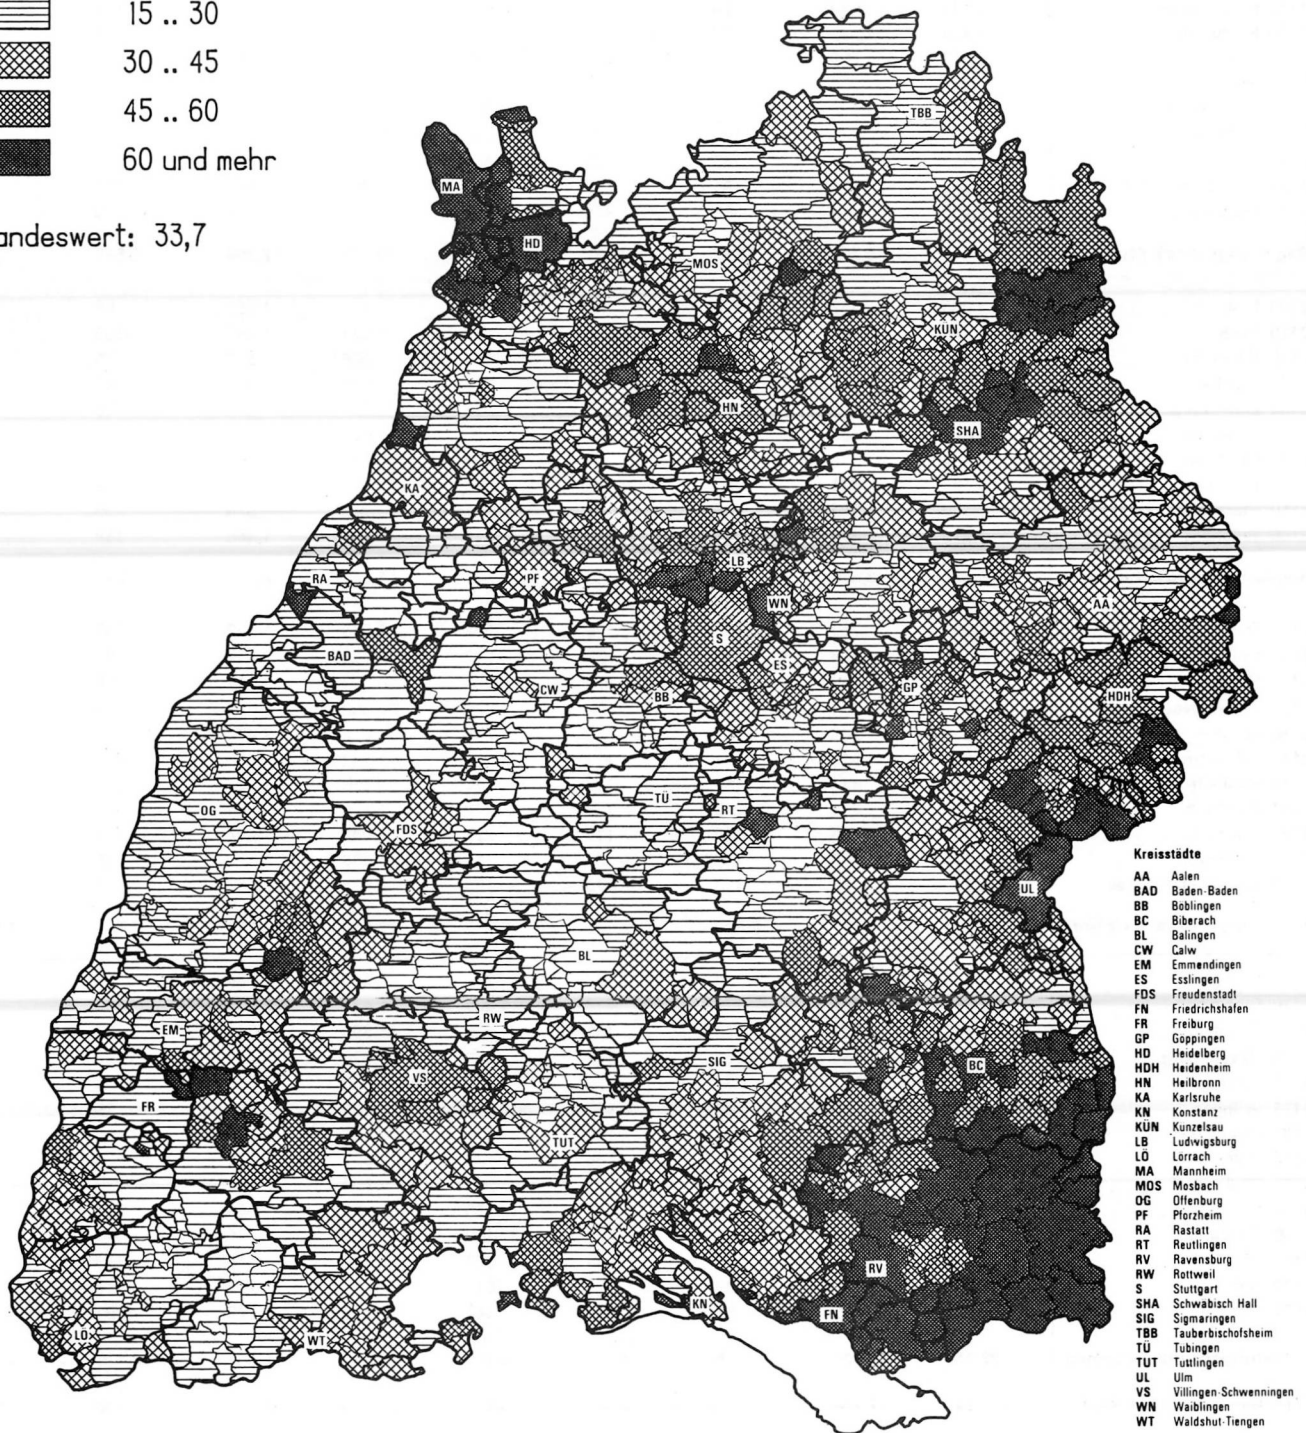 15 .. 30
30 .. 45
45 .. 60
60 und mehr
andeswert: 33,7
TBB
MA
HD
MOS
KÜN
HN
SHA
KA
LB
PF
RA
WN
AA
S
BAD
ES
CW
BB
GP
HDH
TÜ
RT
OG
FDS
UL
BL
RW
EM
SIG
VS
BC
FR
TUT
RV
KN
FN
LÖ
WT
Kreisstädte
AA Aalen
BAD Baden-Baden
BB Boblingen
BC Biberach
BL Balingen
CW Calw
EM Emmendingen
ES Esslingen
FDS Freudenstadt
FN Friedrichshafen
FR Freiburg
GP Goppingen
HD Heidelberg
HDH Heidenheim
HN Heilbronn
KA Karlsruhe
KN Konstanz
KÜN Kunzelsau
LB Ludwigsburg
LÖ Lorrach
MA Mannheim
MOS Mosbach
OG Offenburg
PF Pforzheim
RA Rastatt
RT Reutlingen
RV Ravensburg
RW Rottweil
S Stuttgart
SHA Schwabisch Hall
SIG Sigmaringen
TBB Tauberbischofsheim
TÜ Tubingen
TUT Tuttlingen
UL Ulm
VS Villingen-Schwenningen
WN Waiblingen
WT Waldshut-Tiengen